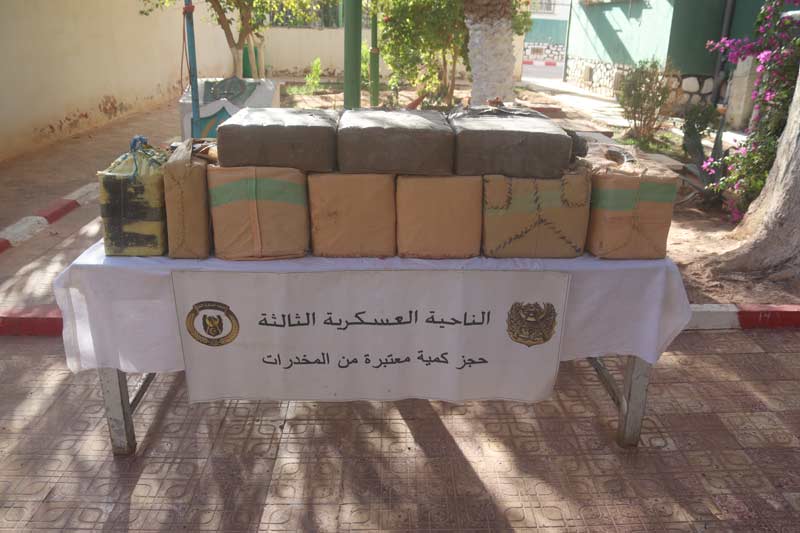 الناحية العسكرية الثالثة
حجز كمية معتبرة من المخدرات